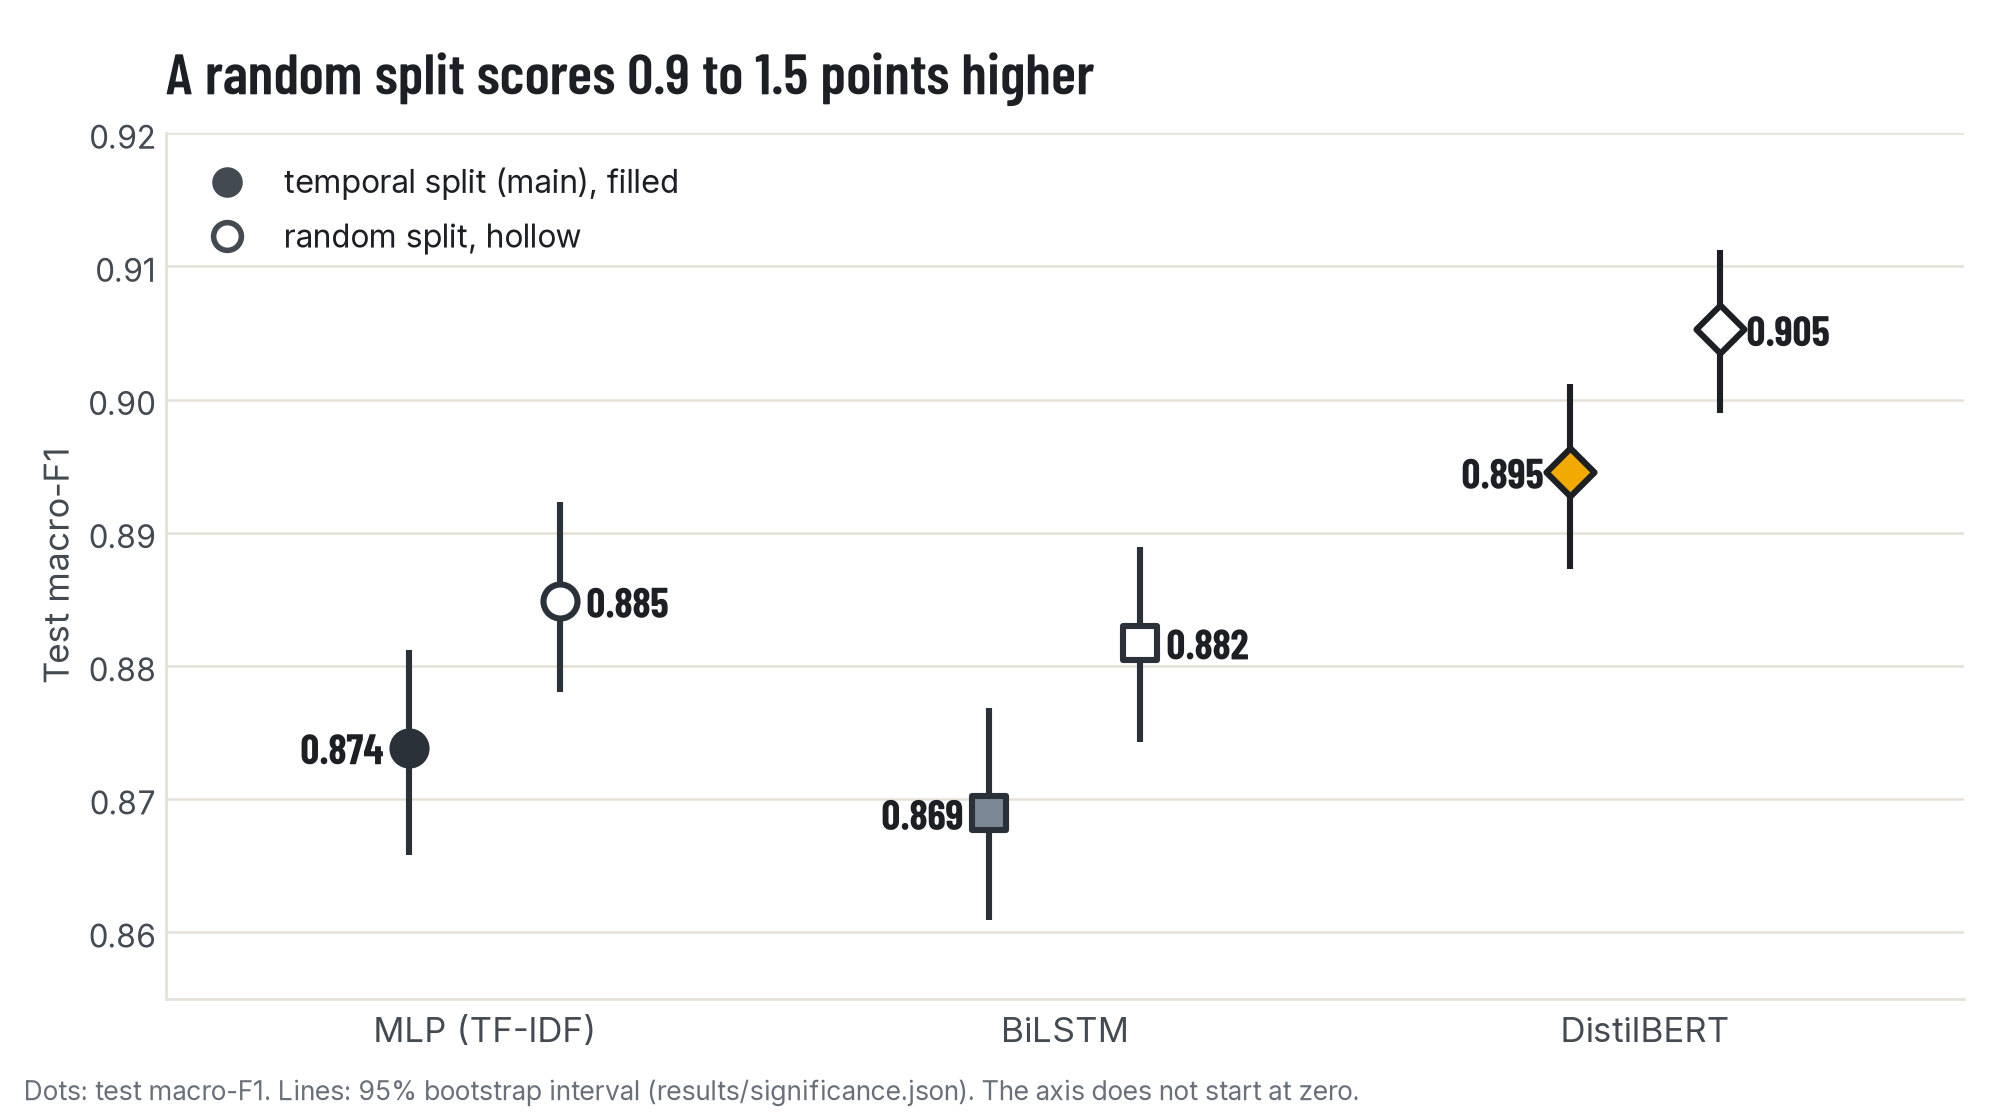 A random split scores 0.9 to 1.5 points higher
0.92
temporal split (main), filled
random split, hollow
0.91
0.905
0.90
0.895
0.89
0.885
0.882
0.88
0.874
0.87
0.869
0.86
Test macro-F1
MLP (TF-IDF)
BiLSTM
DistilBERT
Dots: test macro-F1. Lines: 95% bootstrap interval (results/significance.json). The axis does not start at zero.